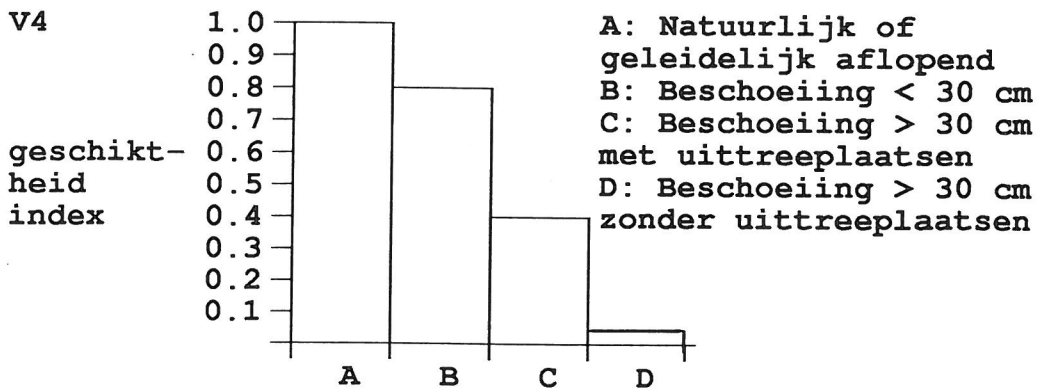 V4
geschikt-
heid
index
1.0
0.9
0.8
0.7
0.6
0.5
0.4
0.3
0.2
0.1
A B C D
A: Natuurlijk of
geleidelijk aflopend
B: Beschoeiing < 30 cm
C: Beschoeiing > 30 cm
met uittreeplaatsen
D: Beschoeiing > 30 cm
zonder uittreeplaatsen